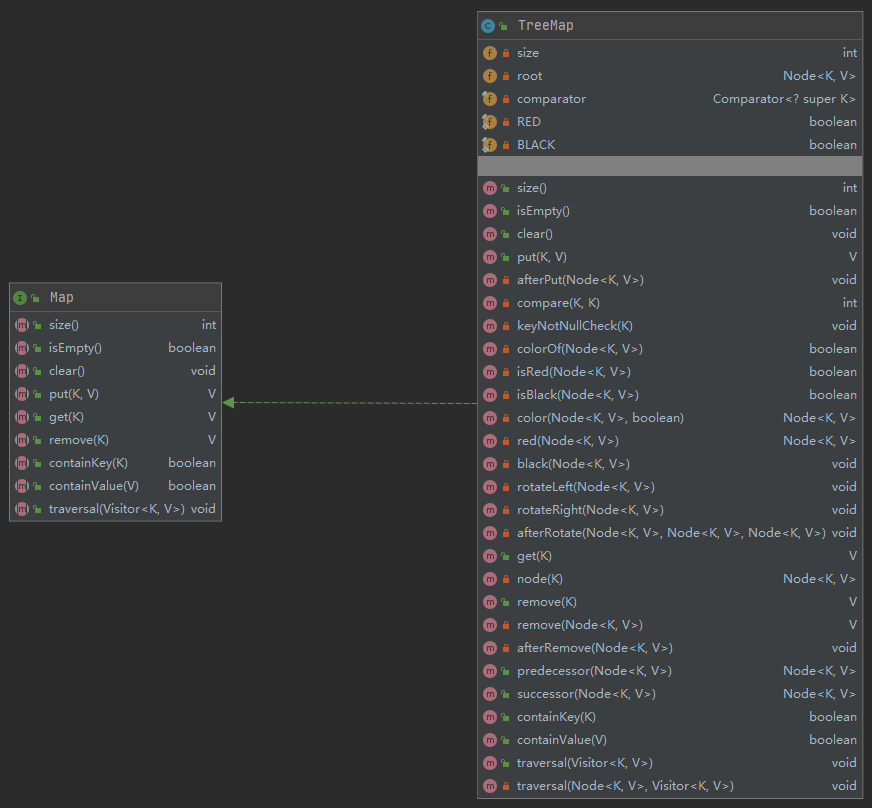 Map
size() int
isEmpty() boolean
clear() void
put(K, V) V
get(K) V
remove(K) V
containKey(K) boolean
containValue(V) boolean
traversal(Visitor<K, V>) void
TreeMap
size int
root Node<K, V>
comparator Comparator<? super K>
RED boolean
BLACK boolean
size() int
isEmpty() boolean
clear() void
put(K, V) V
afterPut(Node<K, V>) void
compare(K, K) int
keyNotNullCheck(K) void
colorOf(Node<K, V>) boolean
isRed(Node<K, V>) boolean
isBlack(Node<K, V>) boolean
color(Node<K, V>, boolean) Node<K, V>
red(Node<K, V>) Node<K, V>
black(Node<K, V>) void
rotateLeft(Node<K, V>) void
rotateRight(Node<K, V>) void
afterRotate(Node<K, V>, Node<K, V>, Node<K, V>) void
get(K) V
node(K) Node<K, V>
remove(K) V
remove(Node<K, V>) V
afterRemove(Node<K, V>) void
predecessor(Node<K, V>) Node<K, V>
successor(Node<K, V>) Node<K, V>
containKey(K) boolean
containValue(V) boolean
traversal(Visitor<K, V>) void
traversal(Node<K, V>, Visitor<K, V>) void